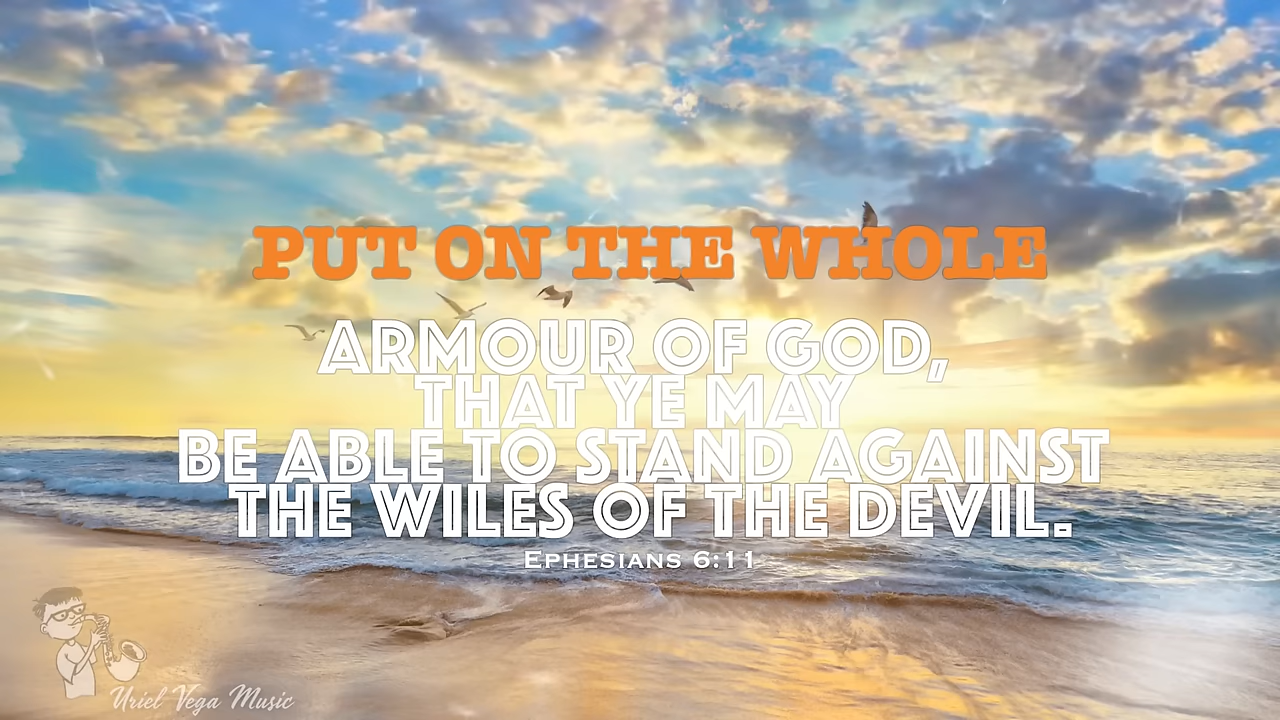 PUT ON THE WHOLE
ARMOUR OF GOD,
THAT YE MAY
BE ABLE TO STAND AGAINST
THE WILES OF THE DEVIL.
EPHESIANS 6:11
Uriel Vega Music